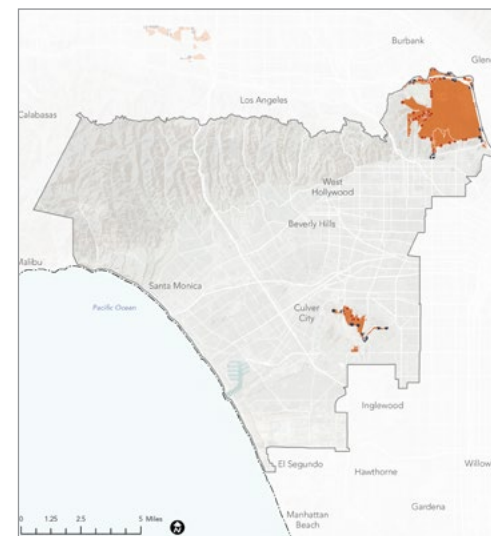 Burbank
Glend
Los Angeles
Calabasas
West
Hollywood
Beverly Hills
Malibu
Santa Monica
Pacific Ocean
Culver
City
Inglewood
El Segundo
Hawthorne
Willow
Gardena
Manhattan
Beach
0 1.25 2.5 5 Miles